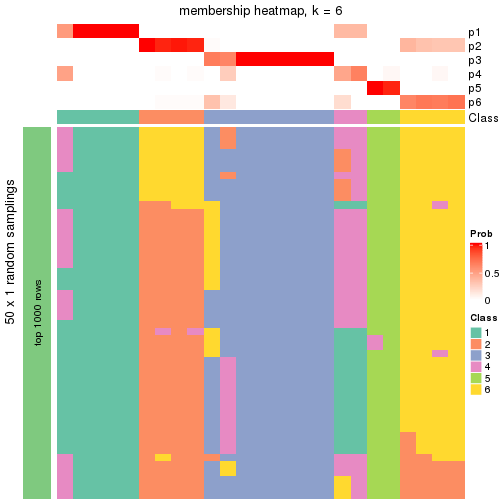 membership heatmap, k = 6
p1
p2
p3
p4
p5
p6
Class
50 x 1 random samplings
top 1000 rows
Prob
1
0.5
0
Class
1
2
3
4
5
6